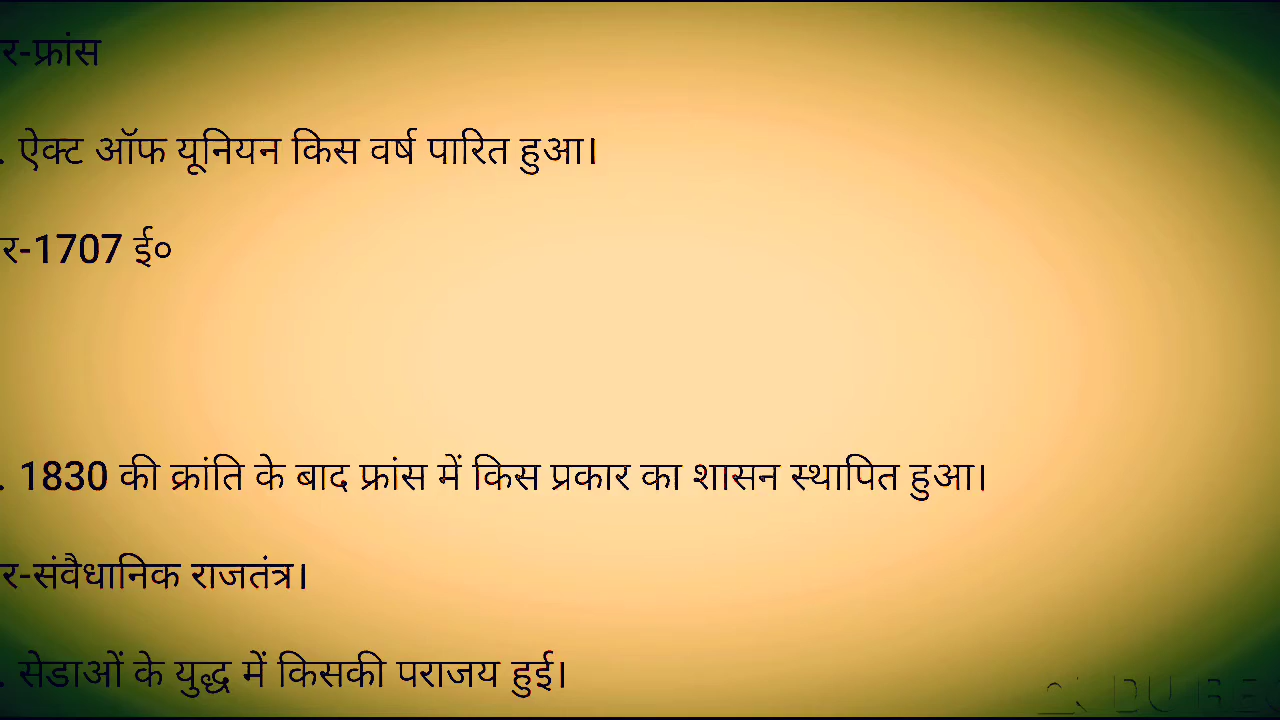 र-फ्रांस
. ऐक्ट ऑफ यूनियन किस वर्ष पारित हुआ।
र-1707 ई०
. 1830 की क्रांति के बाद फ्रांस में किस प्रकार का शासन स्थापित हुआ।
र-संवैधानिक राजतंत्र।
. सेडाओं के युद्ध में किसकी पराजय हुई।